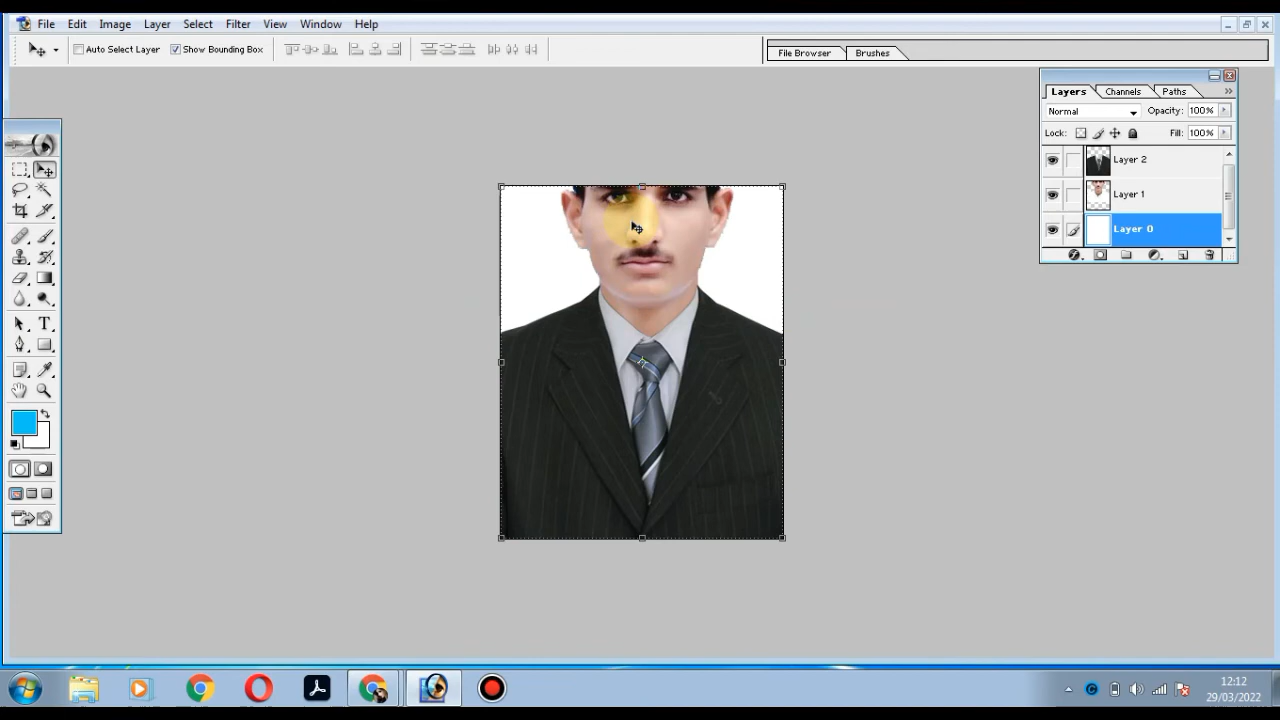 File Edit Image Layer Select Filter View Window Help
Auto Select Layer Show Bounding Box File Browser Brushes
Layers Channels Paths
Normal Opacity: 100%
Lock: Fill: 100%
Layer 2
Layer 1
Layer 0
12:12
29/03/2022